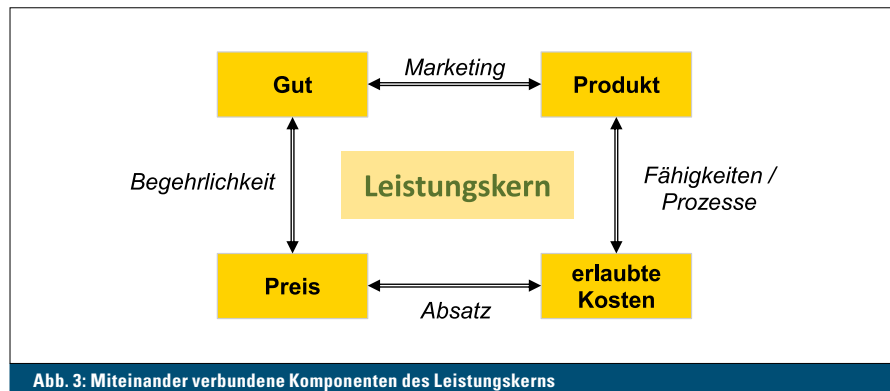 Gut
Marketing
Produkt
Begehrlichkeit
Leistungskern
Fähigkeiten /
Prozesse
Preis
Absatz
erlaubte
Kosten
Abb. 3: Miteinander verbundene Komponenten des Leistungskerns